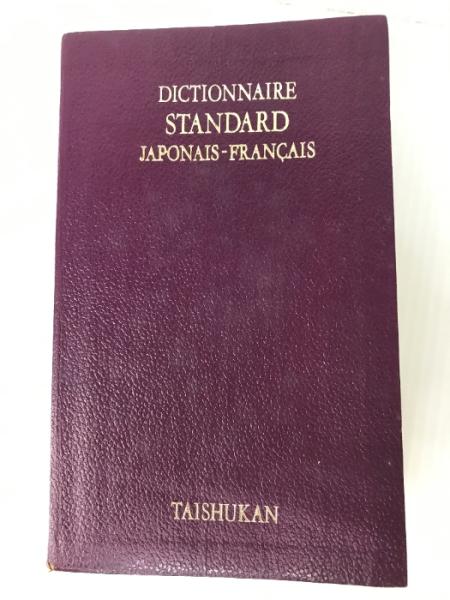 DICTIONNAIRE
STANDARD
JAPONAIS-FRANÇAIS
TAISHUKAN